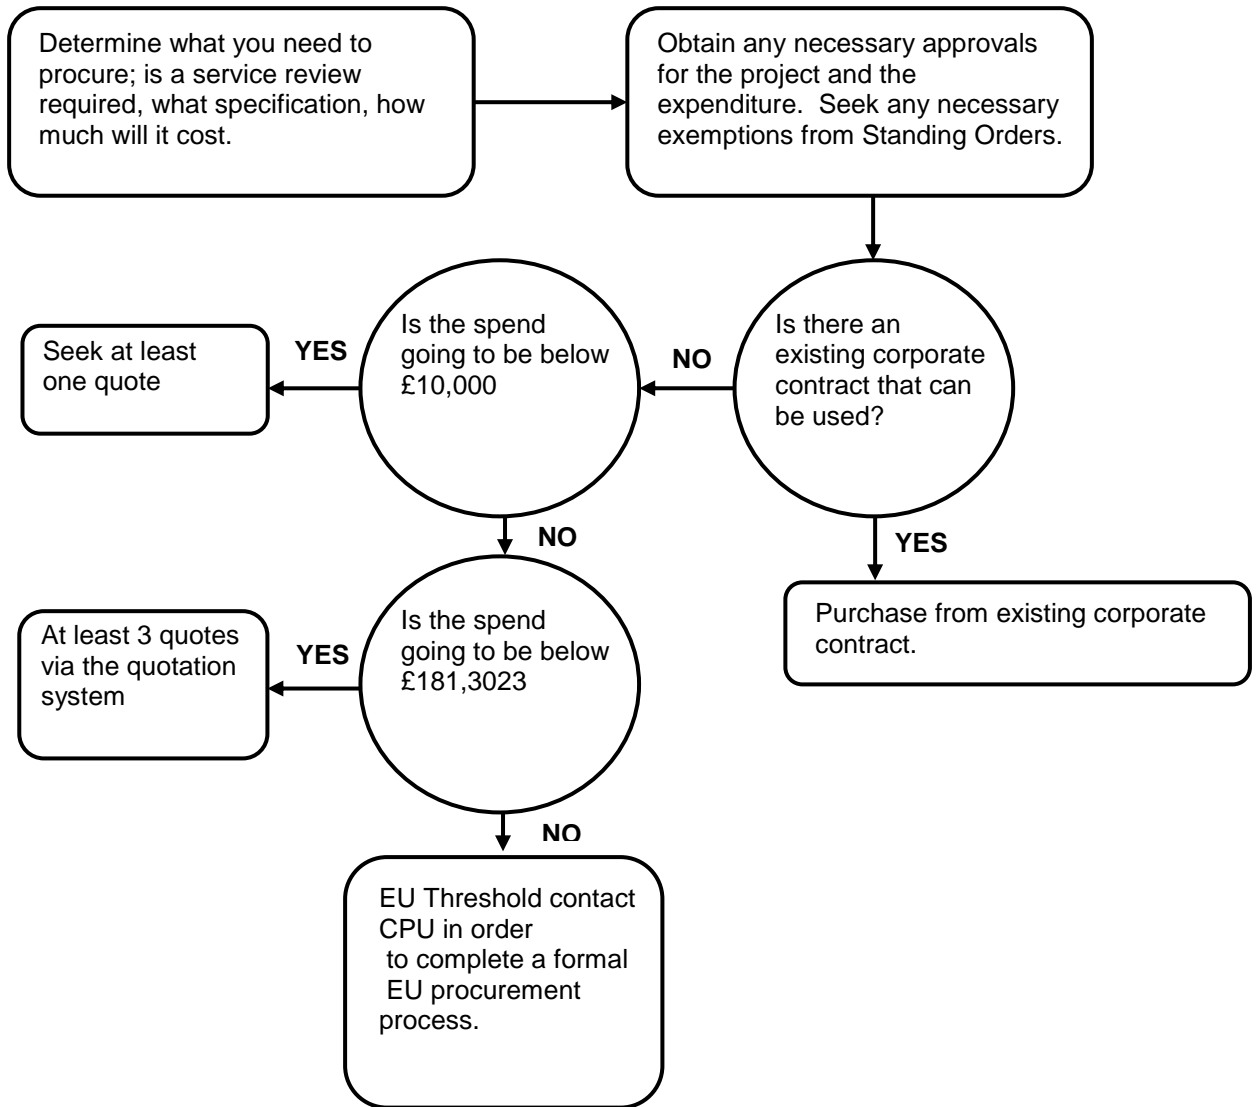 Determine what you need to
procure; is a service review
required, what specification, how
much will it cost.
Obtain any necessary approvals
for the project and the
expenditure.  Seek any necessary
exemptions from Standing Orders.
Is there an
existing corporate
contract that can
be used?
NO
Is the spend
going to be below
£10,000
YES
Seek at least
one quote
YES
Purchase from existing corporate
contract.
NO
Is the spend
going to be below
£181,3023
YES
At least 3 quotes
via the quotation
system
NO
EU Threshold contact
CPU in order
to complete a formal
EU procurement
process.